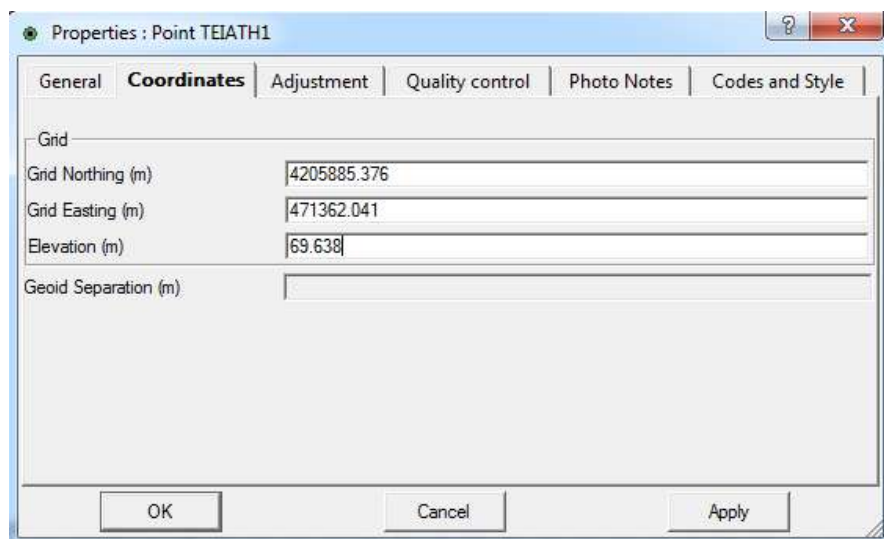 Properties : Point TEIATH1
General Coordinates Adjustment Quality control Photo Notes Codes and Style
Grid
Grid Northing (m) 4205885.376
Grid Easting (m) 471362.041
Elevation (m) 69.638
Geoid Separation (m)
OK Cancel Apply